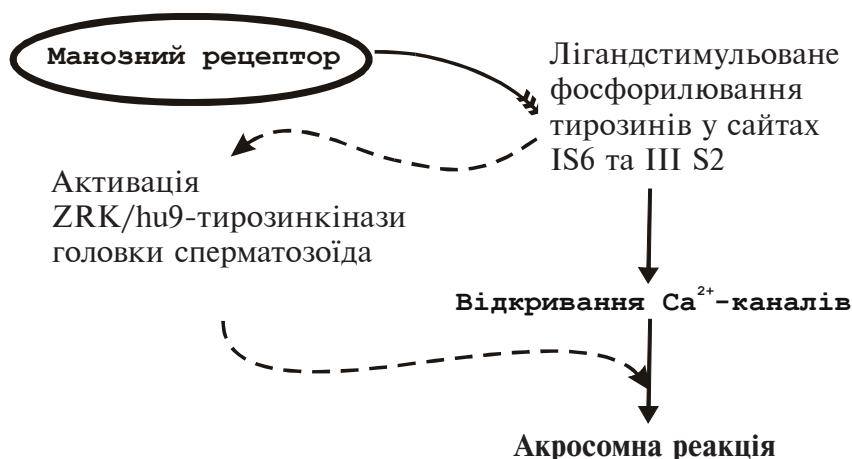 Манозний рецептор
Лігандстимульоване
фосфорилювання
тирозинів у сайтах
IS6 та III S2
Активація
ZRK/hu9-тирозинкінази
головки сперматозоїда
Відкривання Ca²⁺-каналів
Акросомна реакція